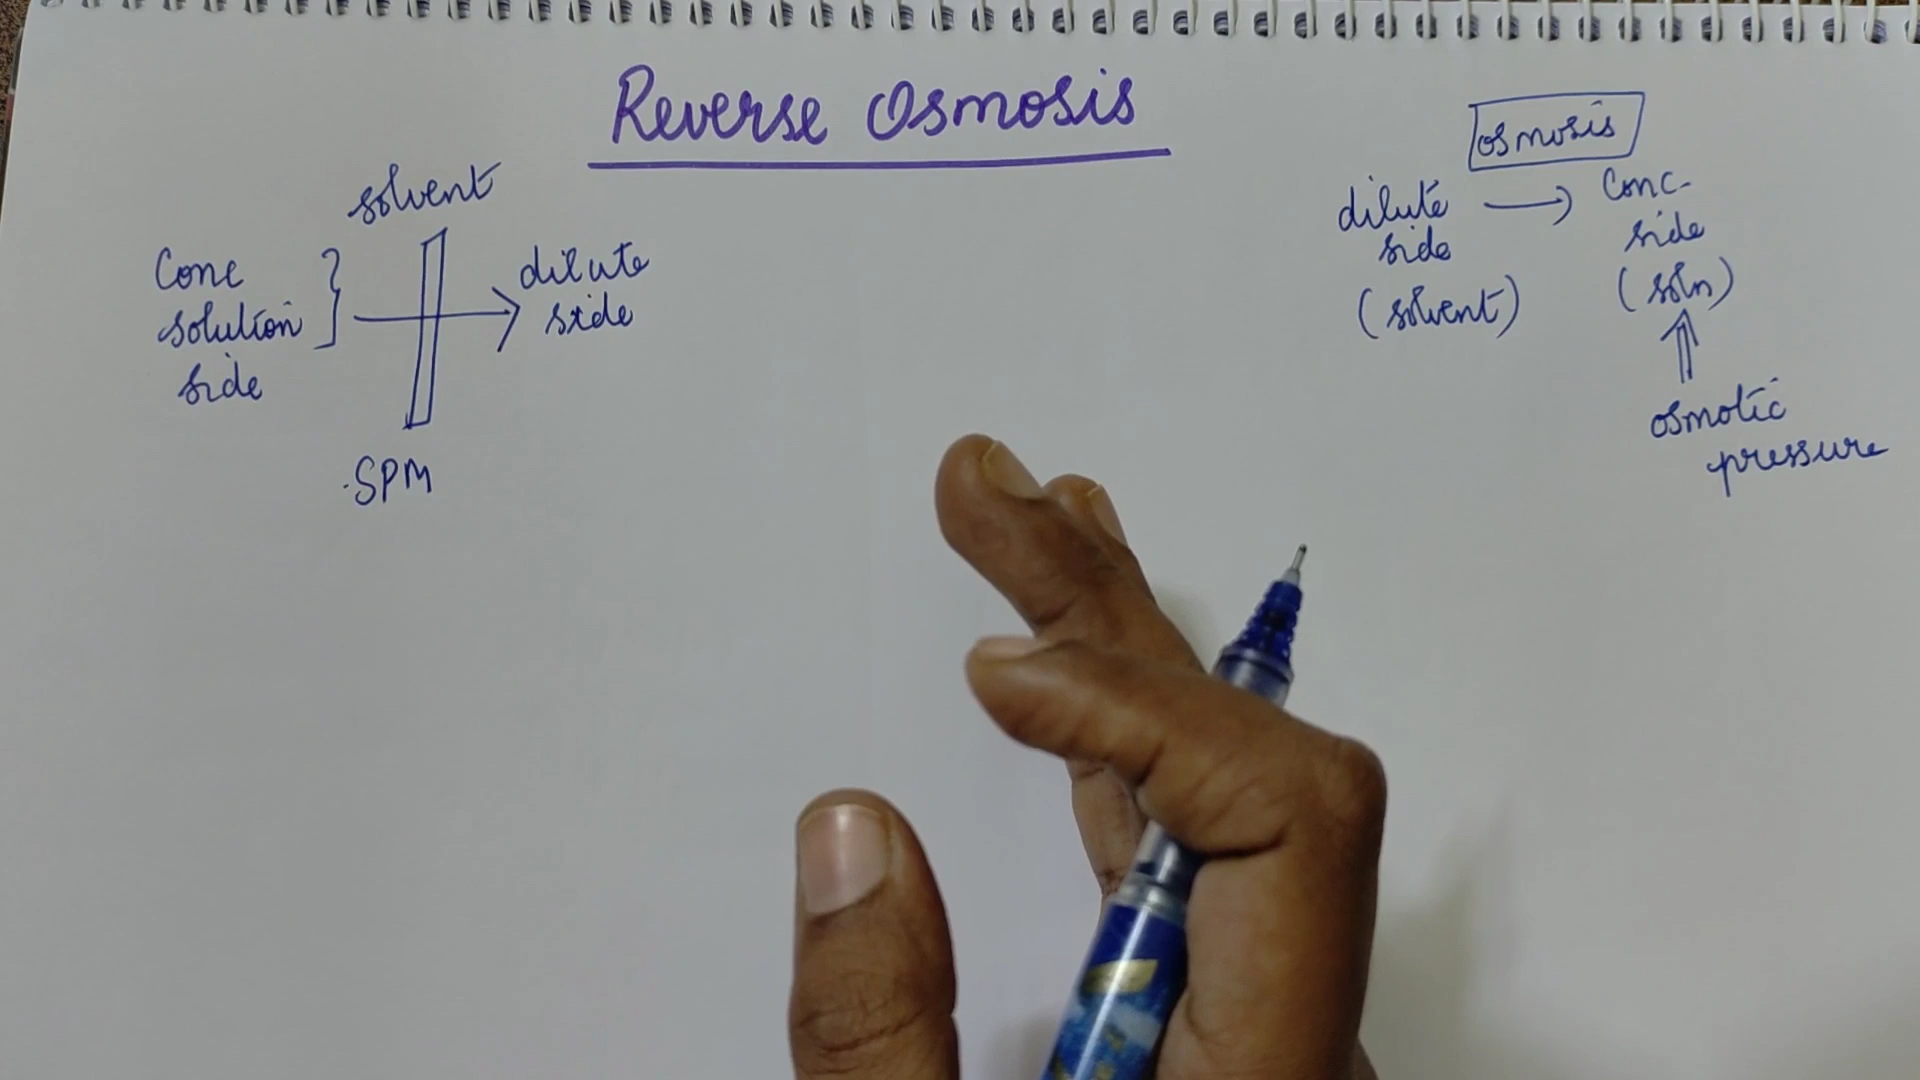 Reverse Osmosis
solvent
Conc
solution
side
dilute
side
SPM
osmosis
dilute
side
(solvent)
Conc.
side
(soln)
osmotic
pressure